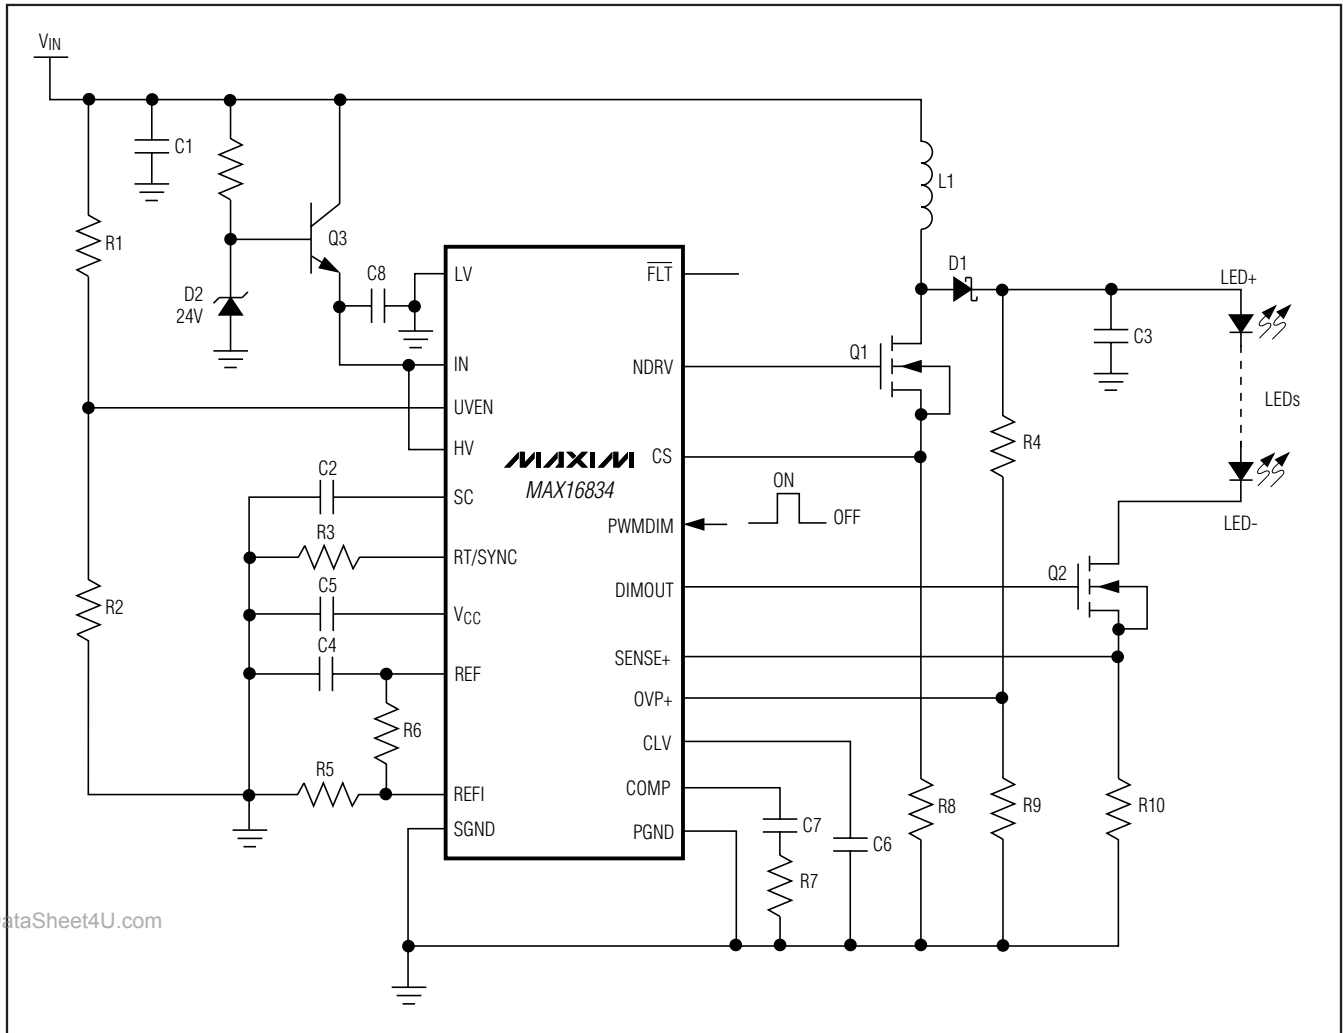 VIN
C1
R1
Q3
C8
D2
24V
L1
D1
LED+
C3
LEDs
LED-
Q1
R4
Q2
LV
IN
UVEN
HV
SC
RT/SYNC
VCC
REF
REFI
SGND
FLT
NDRV
CS
PWMDIM
DIMOUT
SENSE+
OVP+
CLV
COMP
PGND
MAXIM
MAX16834
ON
OFF
C2
R3
C5
C4
R6
R5
R2
C7
R7
C6
R8
R9
R10
ataSheet4U.com